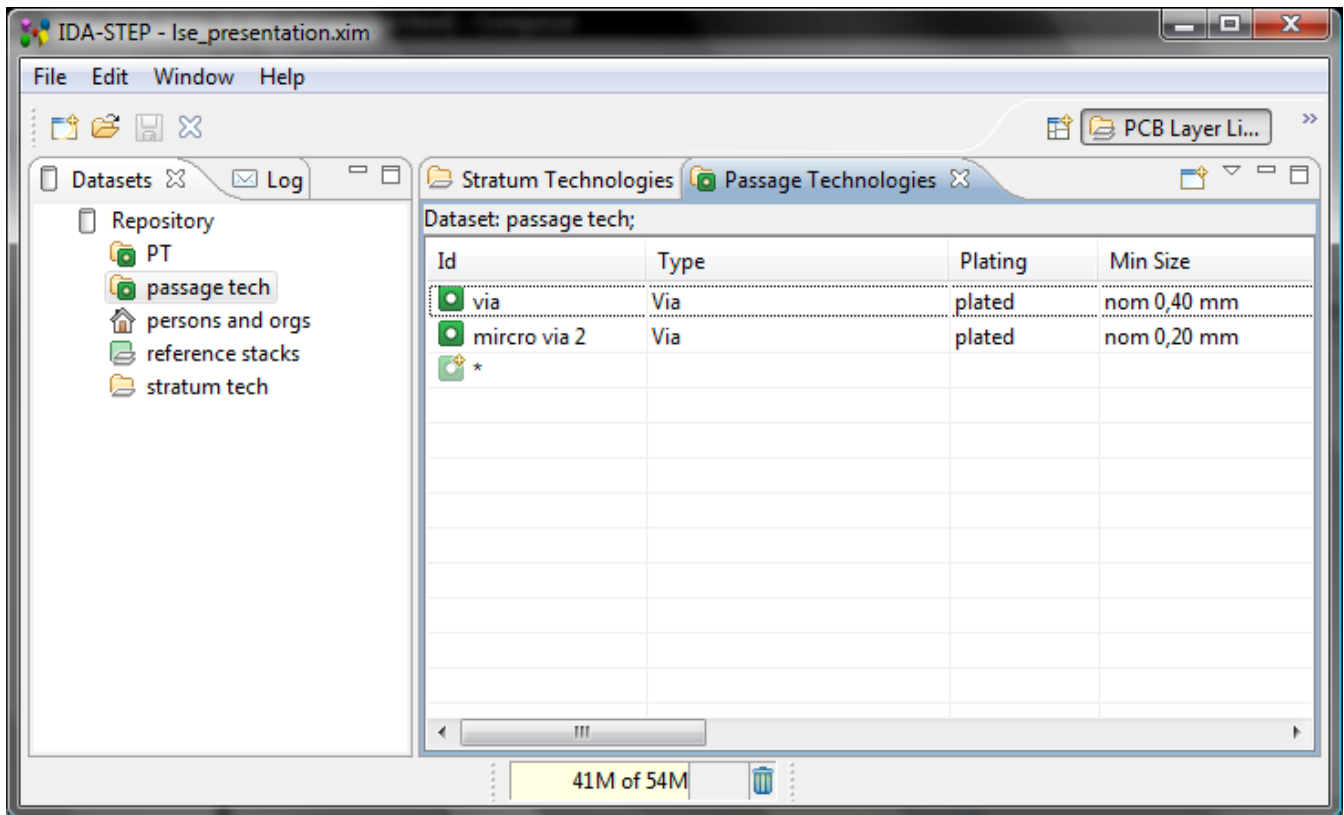 IDA-STEP - lse_presentation.xim
File Edit Window Help
PCB Layer Li...
Datasets Log
Stratum Technologies Passage Technologies
Repository
PT
passage tech
persons and orgs
reference stacks
stratum tech
Dataset: passage tech;
Id Type Plating Min Size
via Via plated nom 0,40 mm
mircro via 2 Via plated nom 0,20 mm
*
41M of 54M